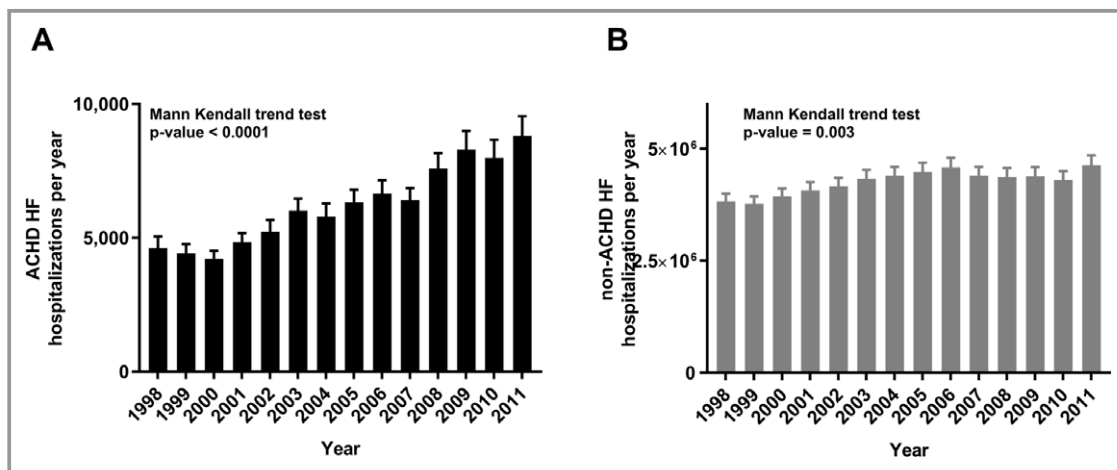 A
Mann Kendall trend test
p-value < 0.0001
ACHD HF
hospitalizations per year
10,000
5,000
0
1998
1999
2000
2001
2002
2003
2004
2005
2006
2007
2008
2009
2010
2011
Year
B
Mann Kendall trend test
p-value = 0.003
non-ACHD HF
hospitalizations per year
5×10⁶
2.5×10⁶
0
1998
1999
2000
2001
2002
2003
2004
2005
2006
2007
2008
2009
2010
2011
Year